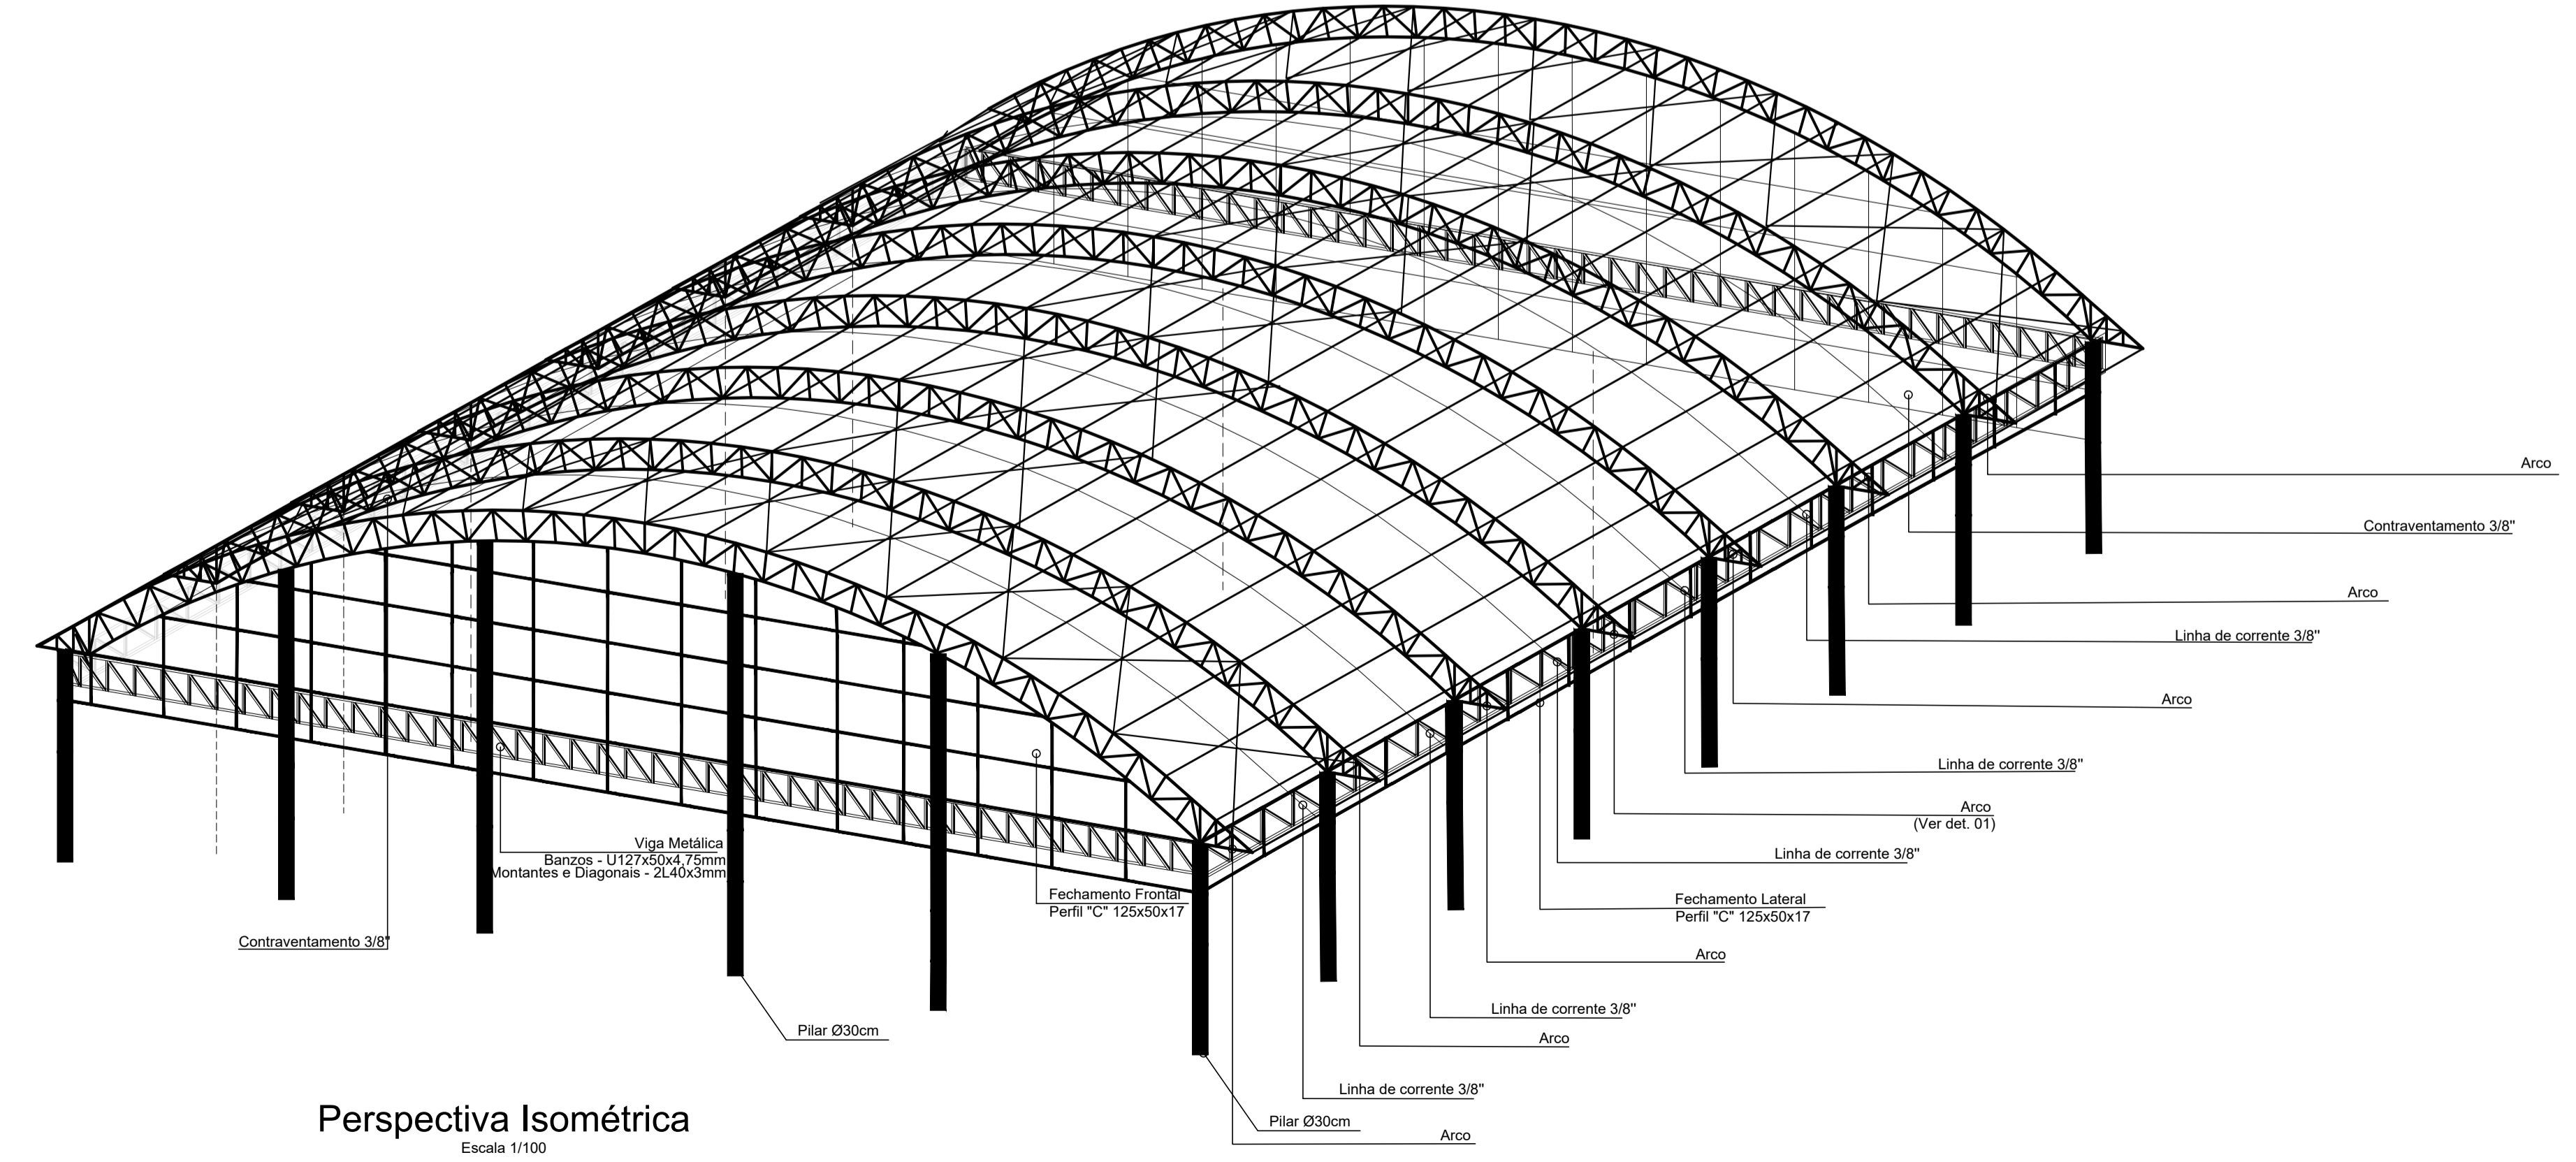 Arco
Contraventamento 3/8"
Arco
Linha de corrente 3/8"
Arco
Linha de corrente 3/8"
Arco
(Ver det. 01)
Linha de corrente 3/8"
Viga Metálica
Banzos - U127x50x4,75mm
Montantes e Diagonais - 2L40x3mm
Fechamento Frontal
Perfil "C" 125x50x17
Fechamento Lateral
Perfil "C" 125x50x17
Contraventamento 3/8"
Arco
Linha de corrente 3/8"
Pilar Ø30cm
Arco
Linha de corrente 3/8"
Pilar Ø30cm
Arco
Perspectiva Isométrica
Escala 1/100